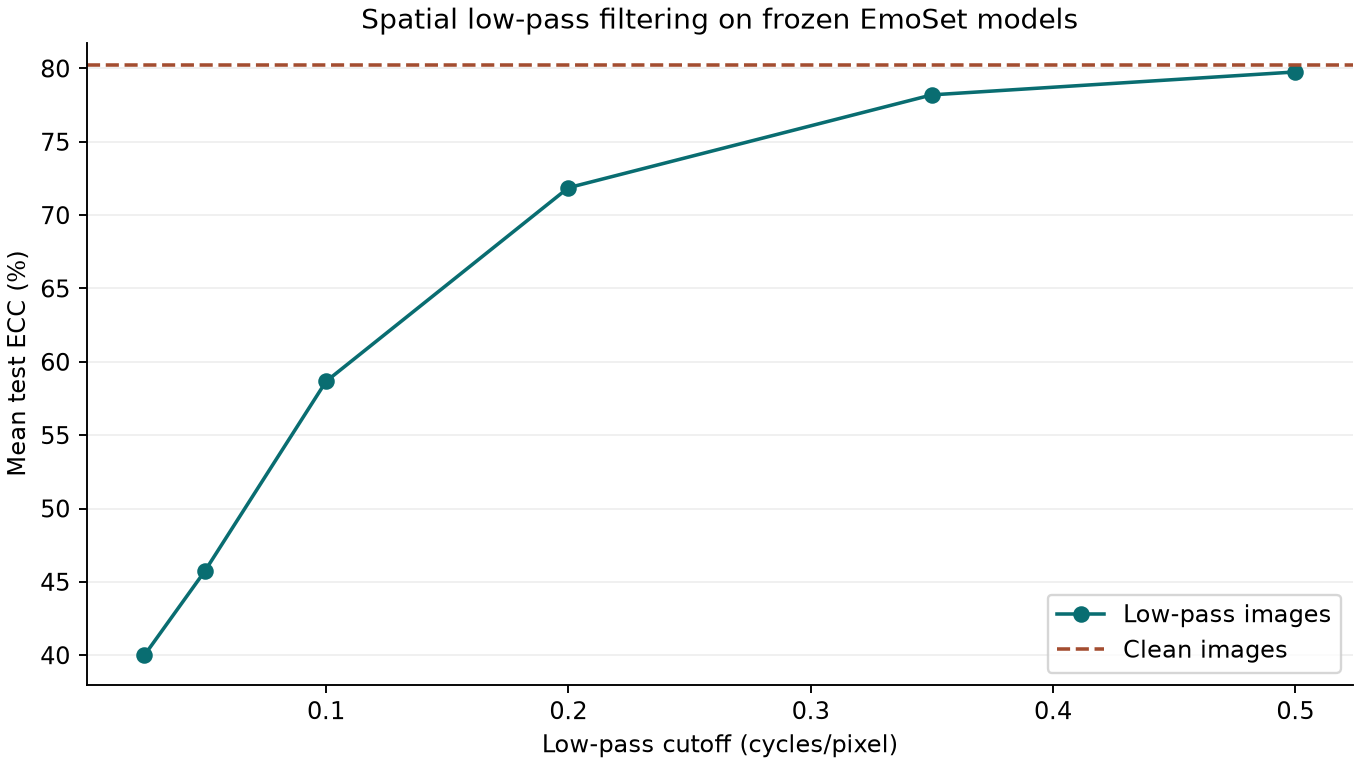 Spatial low-pass filtering on frozen EmoSet models
Mean test ECC (%)
80
75
70
65
60
55
50
45
40
0.1
0.2
0.3
0.4
0.5
Low-pass cutoff (cycles/pixel)
Low-pass images
Clean images